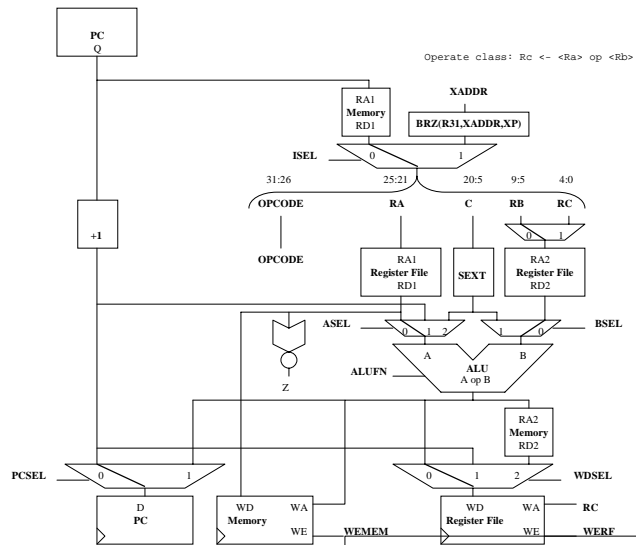 PC
Q
Operate class: Rc <- <Ra> op <Rb>
XADDR
RA1
Memory
RD1
BRZ(R31,XADDR,XP)
ISEL
0 1
31:26 25:21 20:5 9:5 4:0
OPCODE RA C RB RC
+1
0 1
OPCODE
RA1
Register File
RD1
SEXT
RA2
Register File
RD2
ASEL
0 1 2
1 0
BSEL
Z
A B
ALU
A op B
ALUFN
RA2
Memory
RD2
PCSEL
0 1
0 1 2
WDSEL
D
PC
WD WA
Memory
WE
WEMEM
WD WA
Register File
WE
RC
WERF